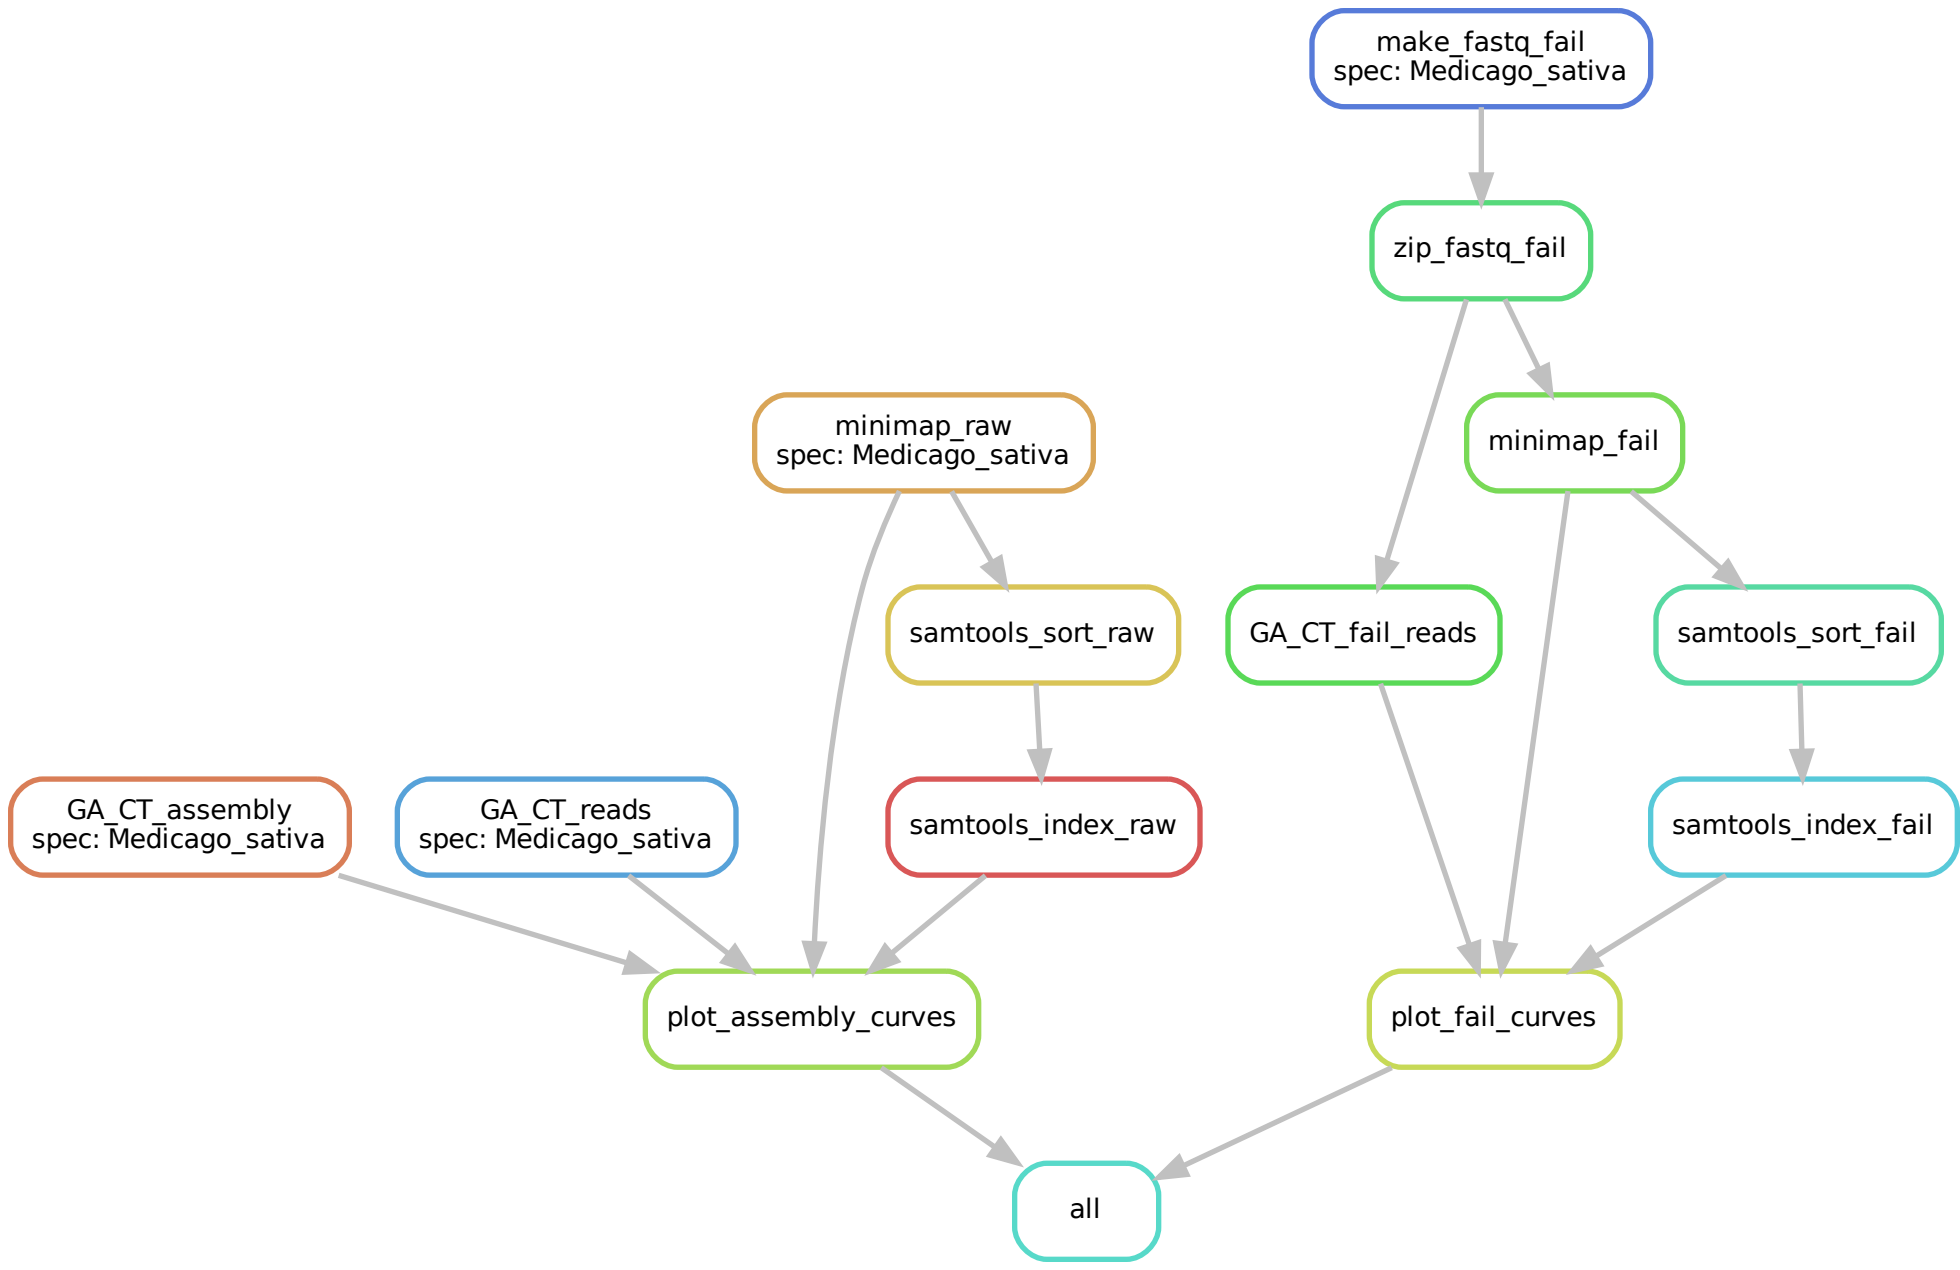 make_fastq_fail
spec: Medicago_sativa
zip_fastq_fail
minimap_raw
spec: Medicago_sativa
minimap_fail
samtools_sort_raw
GA_CT_fail_reads
samtools_sort_fail
GA_CT_assembly
spec: Medicago_sativa
GA_CT_reads
spec: Medicago_sativa
samtools_index_raw
samtools_index_fail
plot_assembly_curves
plot_fail_curves
all